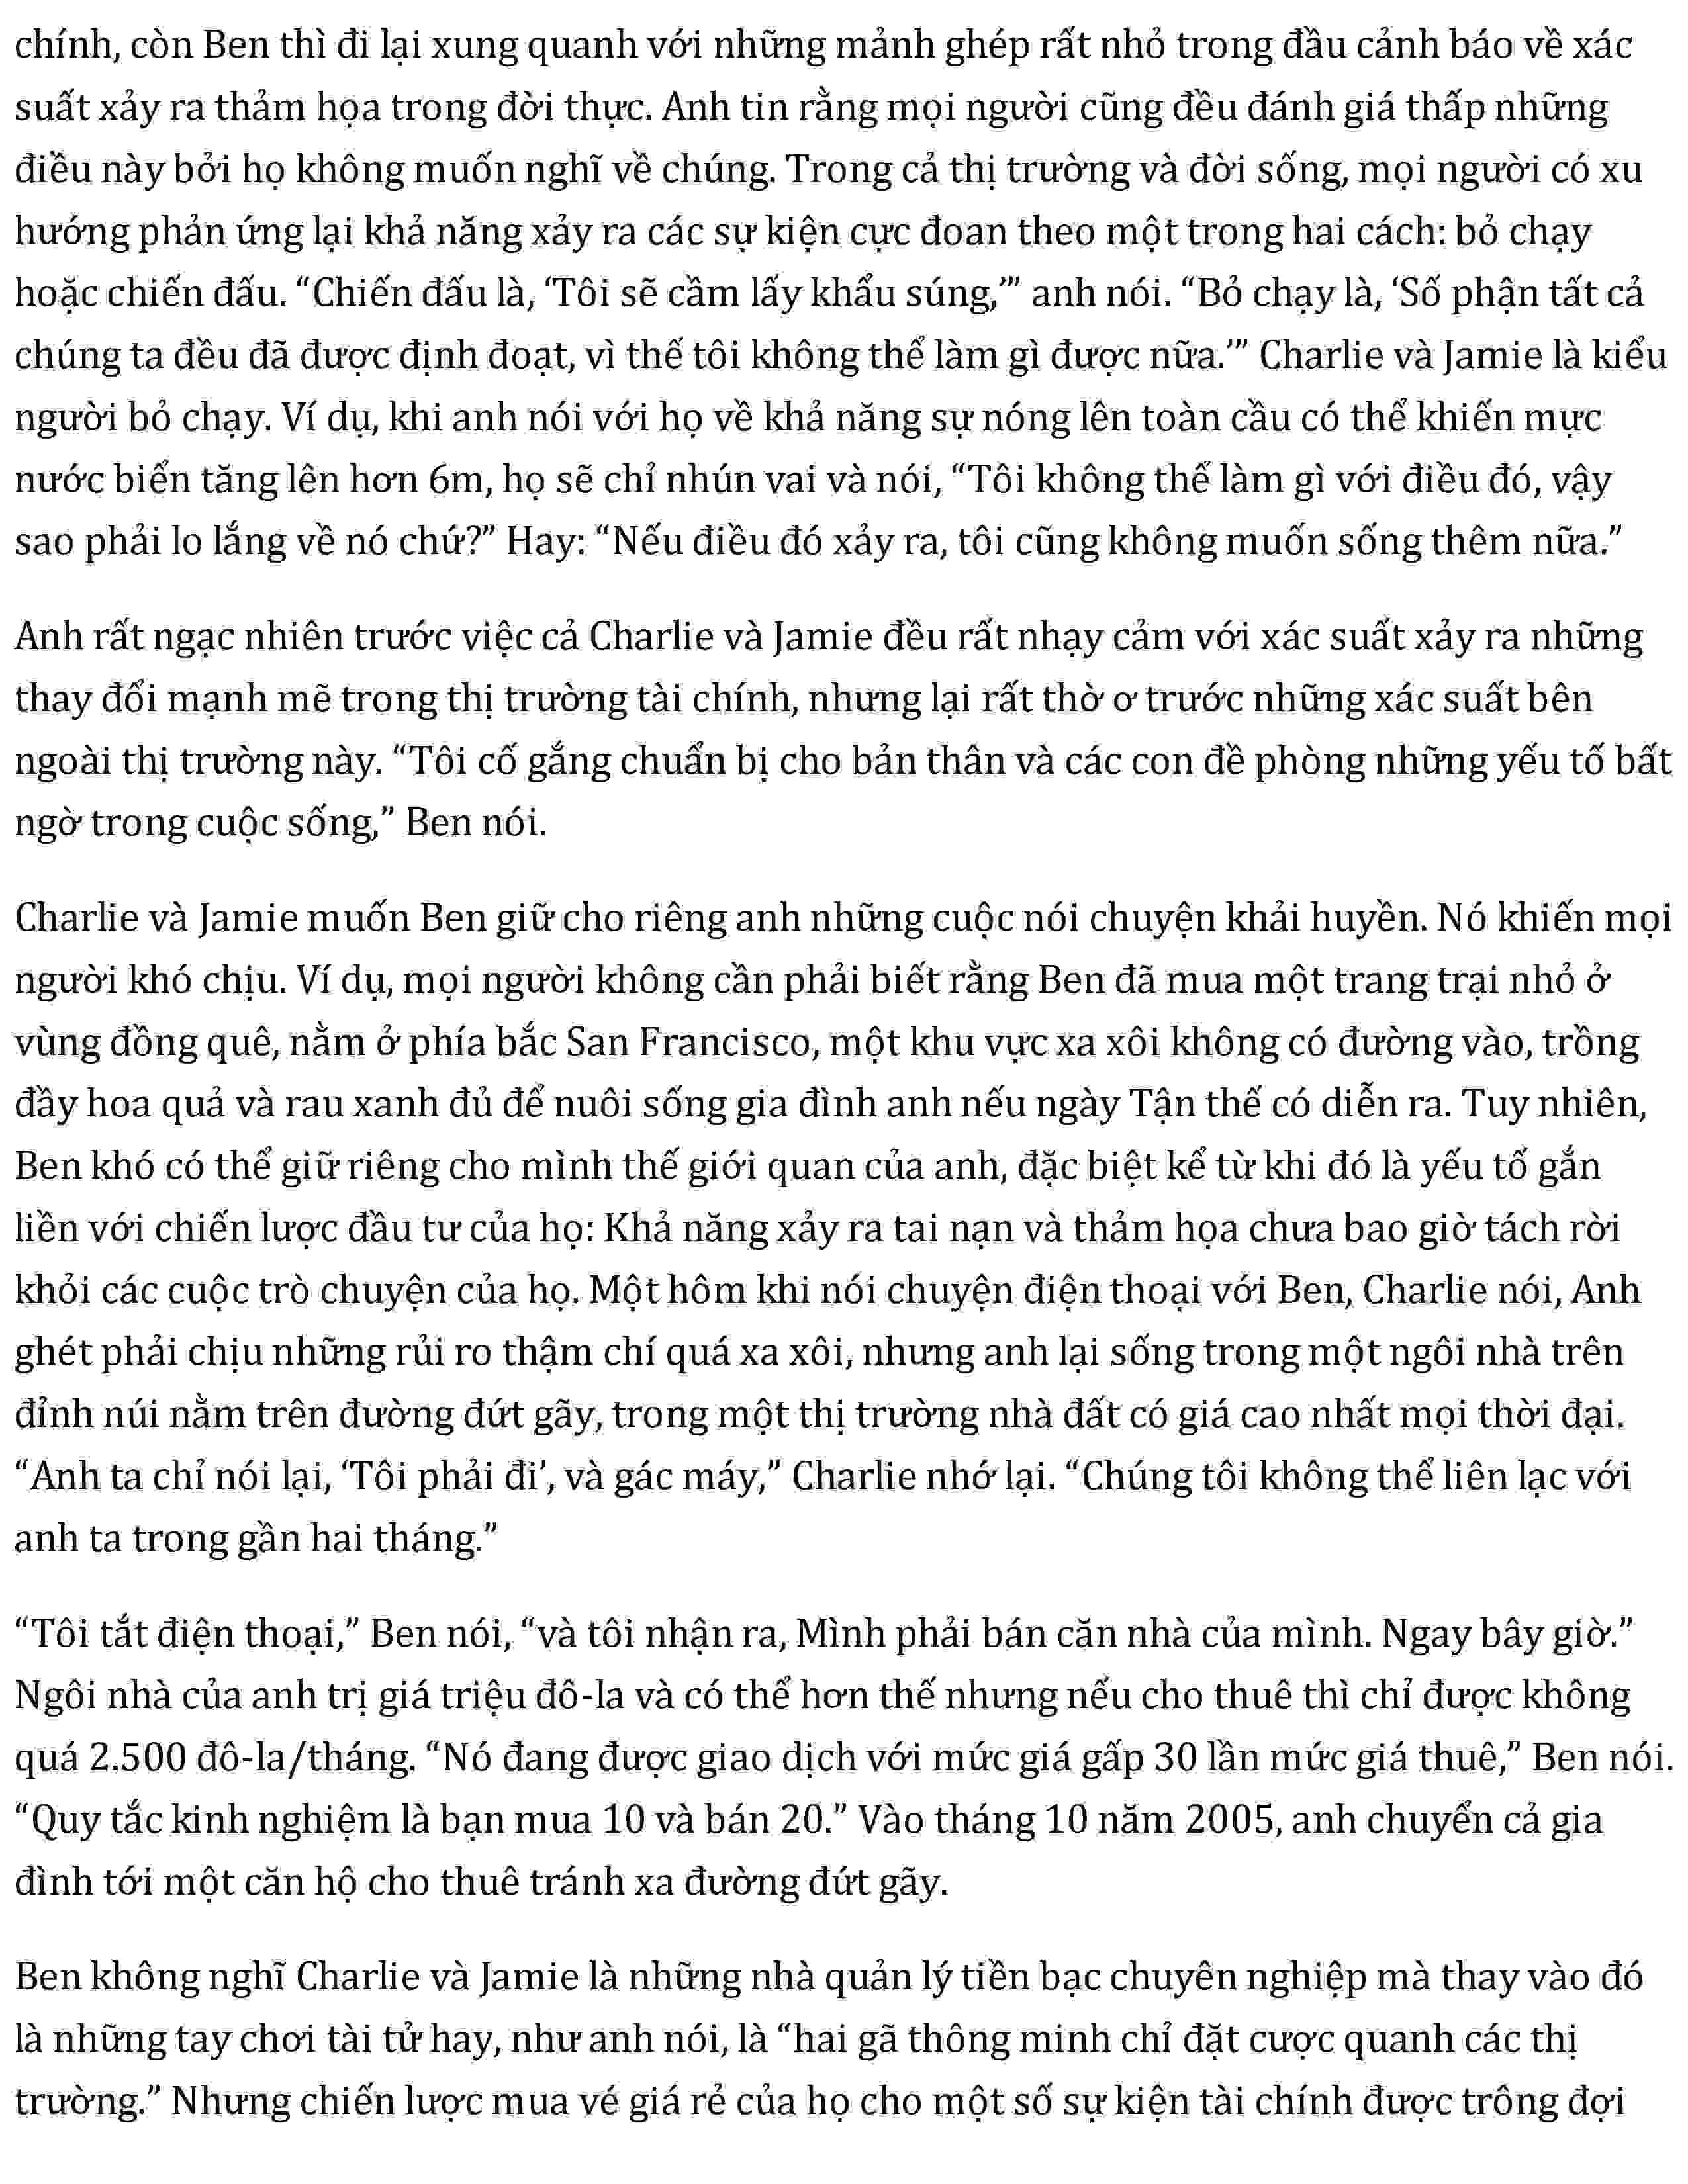 chính, còn Ben thì đi lại xung quanh với những mảnh ghép rất nhỏ trong đầu cảnh báo về xác
suất xảy ra thảm họa trong đời thực. Anh tin rằng mọi người cũng đều đánh giá thấp những
điều này bởi họ không muốn nghĩ về chúng. Trong cả thị trường và đời sống, mọi người có xu
hướng phản ứng lại khả năng xảy ra các sự kiện cực đoan theo một trong hai cách: bỏ chạy
hoặc chiến đấu. “Chiến đấu là, ‘Tôi sẽ cầm lấy khẩu súng,’” anh nói. “Bỏ chạy là, ‘Số phận tất cả
chúng ta đều đã được định đoạt, vì thế tôi không thể làm gì được nữa.’” Charlie và Jamie là kiểu
người bỏ chạy. Ví dụ, khi anh nói với họ về khả năng sự nóng lên toàn cầu có thể khiến mực
nước biển tăng lên hơn 6m, họ sẽ chỉ nhún vai và nói, “Tôi không thể làm gì với điều đó, vậy
sao phải lo lắng về nó chứ?” Hay: “Nếu điều đó xảy ra, tôi cũng không muốn sống thêm nữa.”
Anh rất ngạc nhiên trước việc cả Charlie và Jamie đều rất nhạy cảm với xác suất xảy ra những
thay đổi mạnh mẽ trong thị trường tài chính, nhưng lại rất thờ ơ trước những xác suất bên
ngoài thị trường này. “Tôi cố gắng chuẩn bị cho bản thân và các con đề phòng những yếu tố bất
ngờ trong cuộc sống,” Ben nói.
Charlie và Jamie muốn Ben giữ cho riêng anh những cuộc nói chuyện khải huyền. Nó khiến mọi
người khó chịu. Ví dụ, mọi người không cần phải biết rằng Ben đã mua một trang trại nhỏ ở
vùng đồng quê, nằm ở phía bắc San Francisco, một khu vực xa xôi không có đường vào, trồng
đầy hoa quả và rau xanh đủ để nuôi sống gia đình anh nếu ngày Tận thế có diễn ra. Tuy nhiên,
Ben khó có thể giữ riêng cho mình thế giới quan của anh, đặc biệt kể từ khi đó là yếu tố gắn
liền với chiến lược đầu tư của họ: Khả năng xảy ra tai nạn và thảm họa chưa bao giờ tách rời
khỏi các cuộc trò chuyện của họ. Một hôm khi nói chuyện điện thoại với Ben, Charlie nói, Anh
ghét phải chịu những rủi ro thậm chí quá xa xôi, nhưng anh lại sống trong một ngôi nhà trên
đỉnh núi nằm trên đường đứt gãy, trong một thị trường nhà đất có giá cao nhất mọi thời đại.
“Anh ta chỉ nói lại, ‘Tôi phải đi’, và gác máy,” Charlie nhớ lại. “Chúng tôi không thể liên lạc với
anh ta trong gần hai tháng.”
“Tôi tắt điện thoại,” Ben nói, “và tôi nhận ra, Mình phải bán căn nhà của mình. Ngay bây giờ.”
Ngôi nhà của anh trị giá triệu đô-la và có thể hơn thế nhưng nếu cho thuê thì chỉ được không
quá 2.500 đô-la/tháng. “Nó đang được giao dịch với mức giá gấp 30 lần mức giá thuê,” Ben nói.
“Quy tắc kinh nghiệm là bạn mua 10 và bán 20.” Vào tháng 10 năm 2005, anh chuyển cả gia
đình tới một căn hộ cho thuê tránh xa đường đứt gãy.
Ben không nghĩ Charlie và Jamie là những nhà quản lý tiền bạc chuyên nghiệp mà thay vào đó
là những tay chơi tài tử hay, như anh nói, là “hai gã thông minh chỉ đặt cược quanh các thị
trường.” Nhưng chiến lược mua vé giá rẻ của họ cho một số sự kiện tài chính được trông đợi